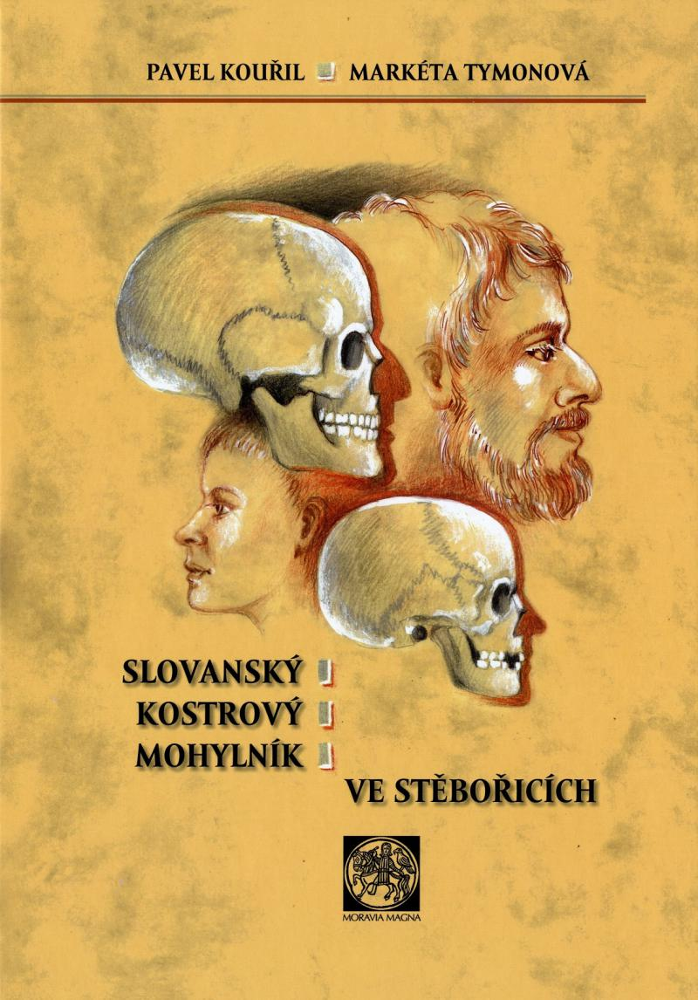 PAVEL KOUŘIL MARKÉTA TYMONOVÁ
SLOVANSKÝ
KOSTROVÝ
MOHYLNÍK
VE STĚBOŘICÍCH
MORAVIA MAGNA